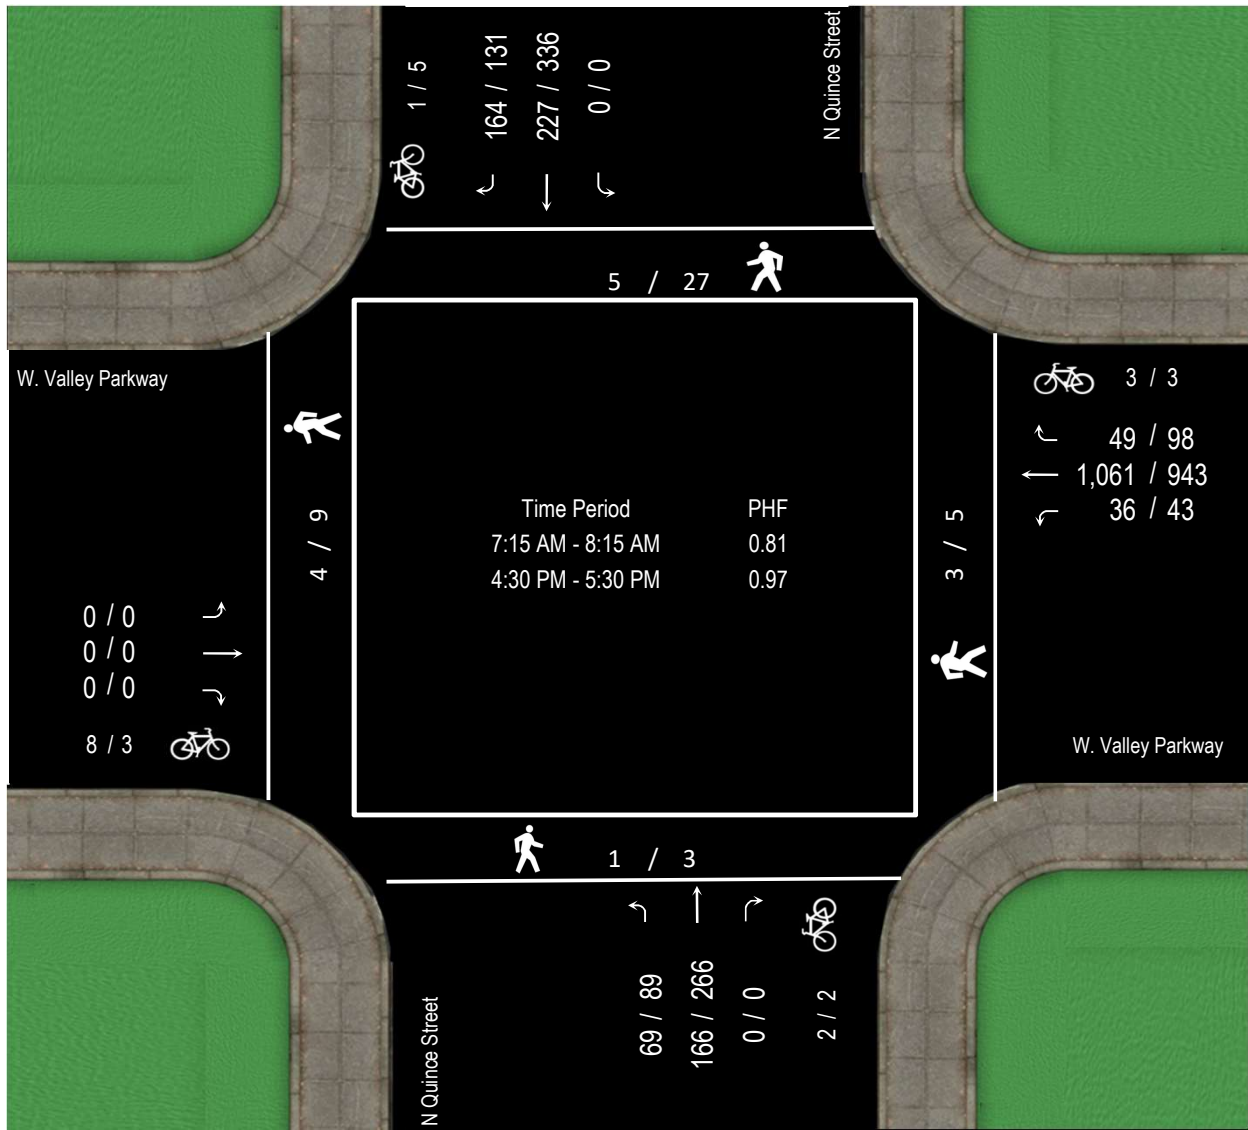 1 / 5
164 / 131
227 / 336
0 / 0
N Quince Street
5 / 27
W. Valley Parkway
3 / 3
49 / 98
1,061 / 943
36 / 43
4 / 9
Time Period PHF
7:15 AM - 8:15 AM 0.81
4:30 PM - 5:30 PM 0.97
3 / 5
0 / 0
0 / 0
0 / 0
8 / 3
W. Valley Parkway
1 / 3
69 / 89
166 / 266
0 / 0
2 / 2
N Quince Street